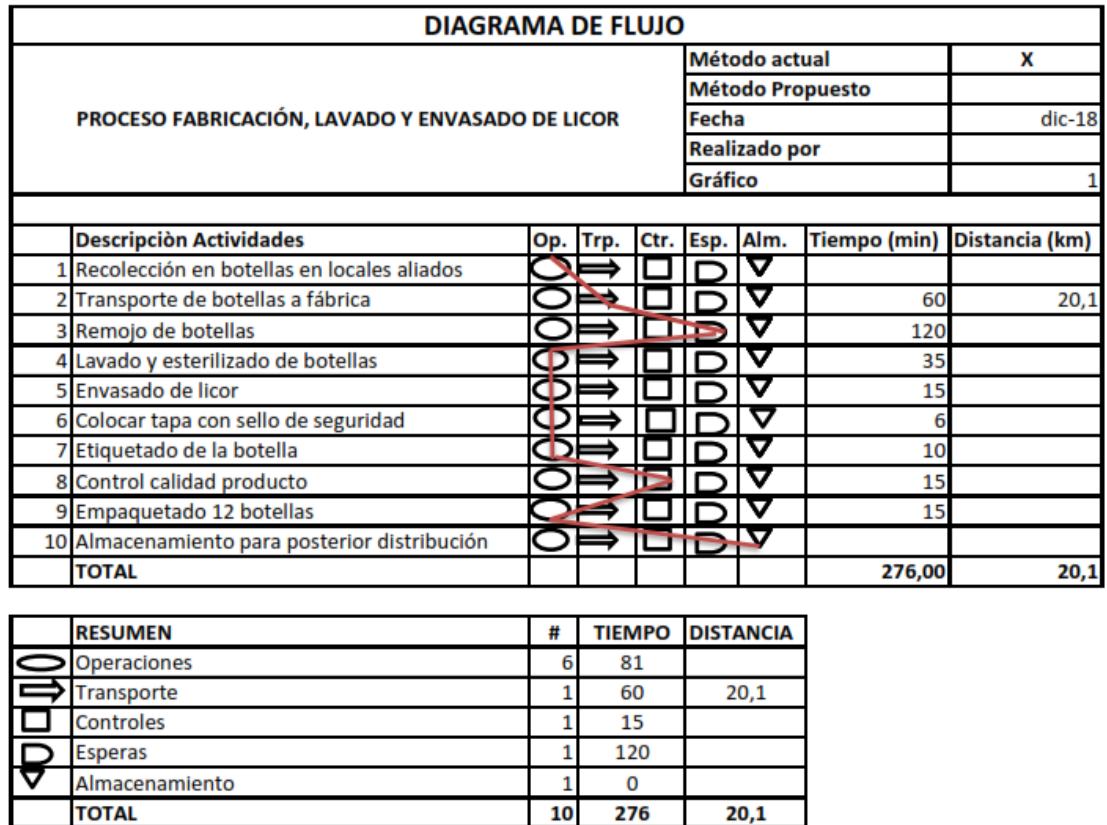 DIAGRAMA DE FLUJO
PROCESO FABRICACIÓN, LAVADO Y ENVASADO DE LICOR
Método actual X
Método Propuesto
Fecha dic-18
Realizado por
Gráfico 1
Descripciòn Actividades Op. Trp. Ctr. Esp. Alm. Tiempo (min) Distancia (km)
1 Recolección en botellas en locales aliados
2 Transporte de botellas a fábrica 60 20,1
3 Remojo de botellas 120
4 Lavado y esterilizado de botellas 35
5 Envasado de licor 15
6 Colocar tapa con sello de seguridad 6
7 Etiquetado de la botella 10
8 Control calidad producto 15
9 Empaquetado 12 botellas 15
10 Almacenamiento para posterior distribución
TOTAL 276,00 20,1
RESUMEN # TIEMPO DISTANCIA
Operaciones 6 81
Transporte 1 60 20,1
Controles 1 15
Esperas 1 120
Almacenamiento 1 0
TOTAL 10 276 20,1